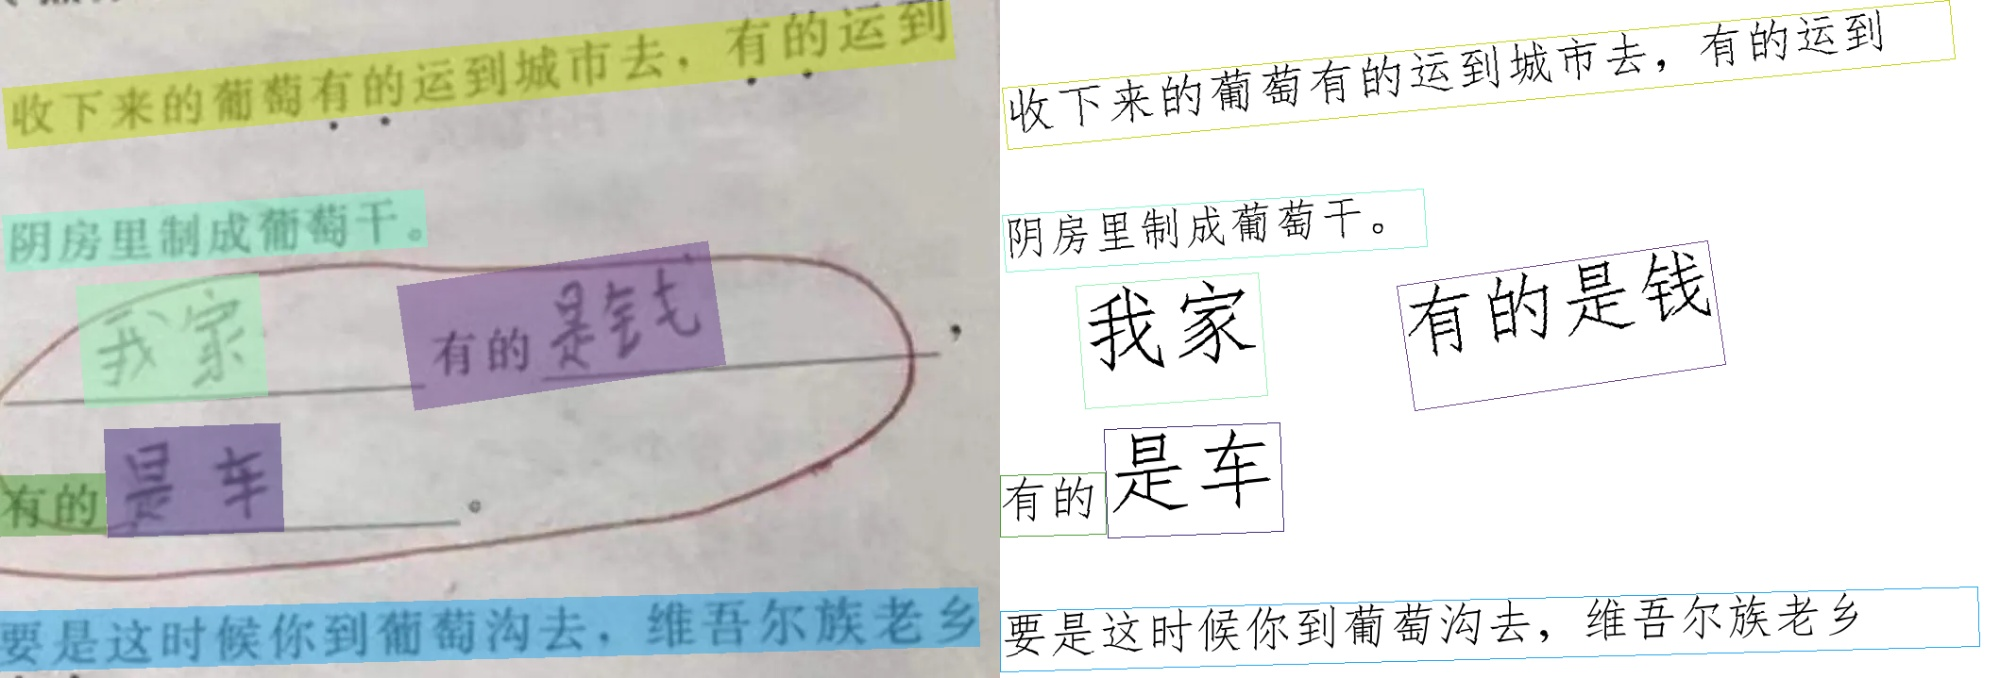 收下来的葡萄有的运到城市去，有的运到
阴房里制成葡萄干。
我家 有的是钱，
有的是车。
要是这时候你到葡萄沟去，维吾尔族老乡
收下来的葡萄有的运到城市去，有的运到
阴房里制成葡萄干。
我家 有的是钱
有的是车
要是这时候你到葡萄沟去，维吾尔族老乡